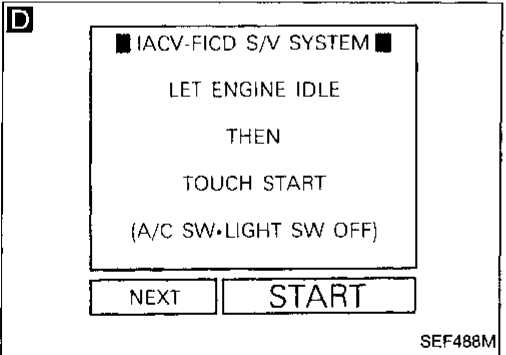 D
IACV-FICD S/V SYSTEM
LET ENGINE IDLE
THEN
TOUCH START
(A/C SW•LIGHT SW OFF)
NEXT
START
SEF488M